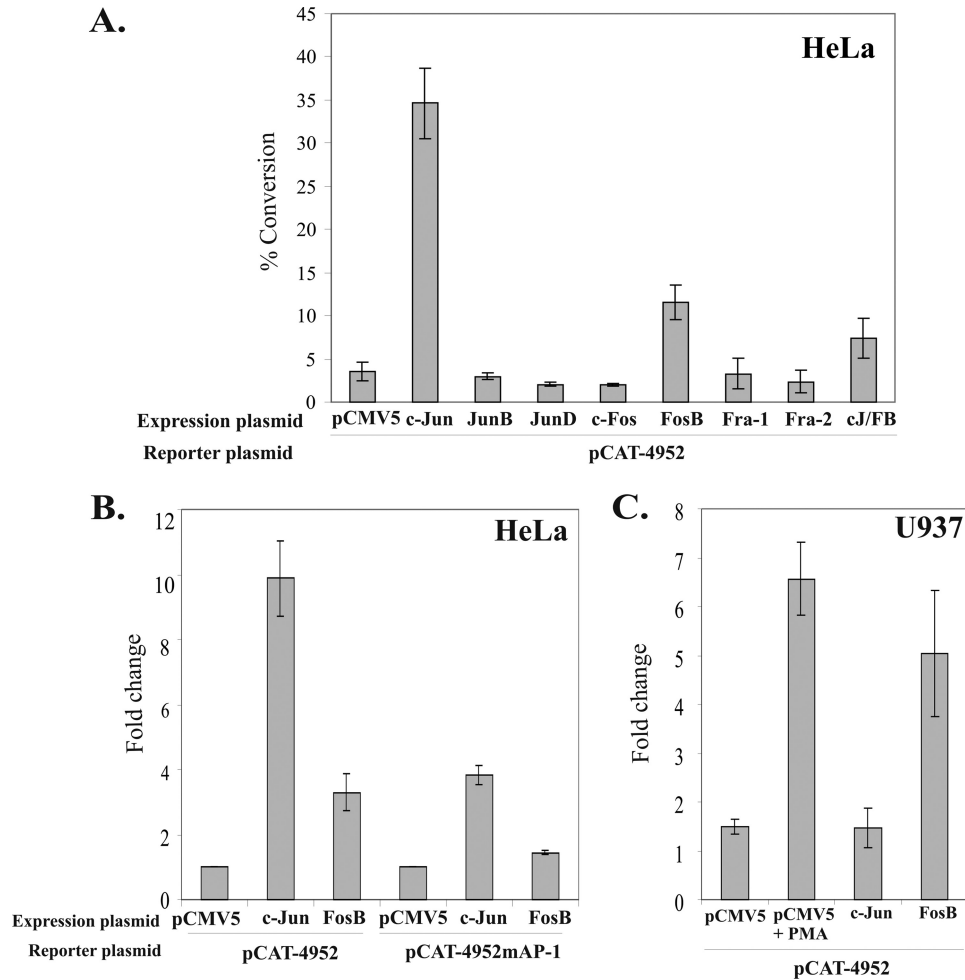 A.
HeLa
45
40
35
30
25
20
15
10
5
0
% Conversion
Expression plasmid pCMV5 c-Jun JunB JunD c-Fos FosB Fra-1 Fra-2 cJ/FB
Reporter plasmid pCAT-4952
B.
HeLa
12
10
8
6
4
2
0
Fold change
Expression plasmid pCMV5 c-Jun FosB pCMV5 c-Jun FosB
Reporter plasmid pCAT-4952 pCAT-4952mAP-1
C.
U937
8
7
6
5
4
3
2
1
0
Fold change
pCMV5 pCMV5 c-Jun FosB
+ PMA
pCAT-4952